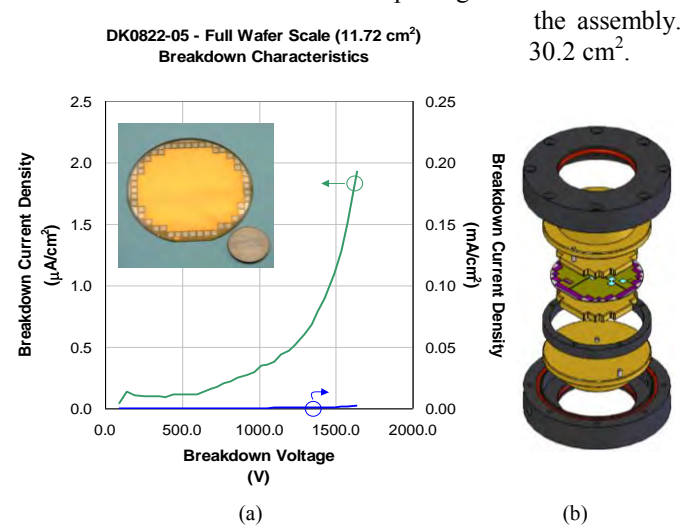 the assembly.
30.2 cm².
DK0822-05 - Full Wafer Scale (11.72 cm²)
Breakdown Characteristics
2.5
2.0
1.5
1.0
0.5
0.0
Breakdown Current Density
(µA/cm²)
0.25
0.20
0.15
0.10
0.05
0.00
Breakdown Current Density
(mA/cm²)
0.0 500.0 1000.0 1500.0 2000.0
Breakdown Voltage
(V)
(a) (b)